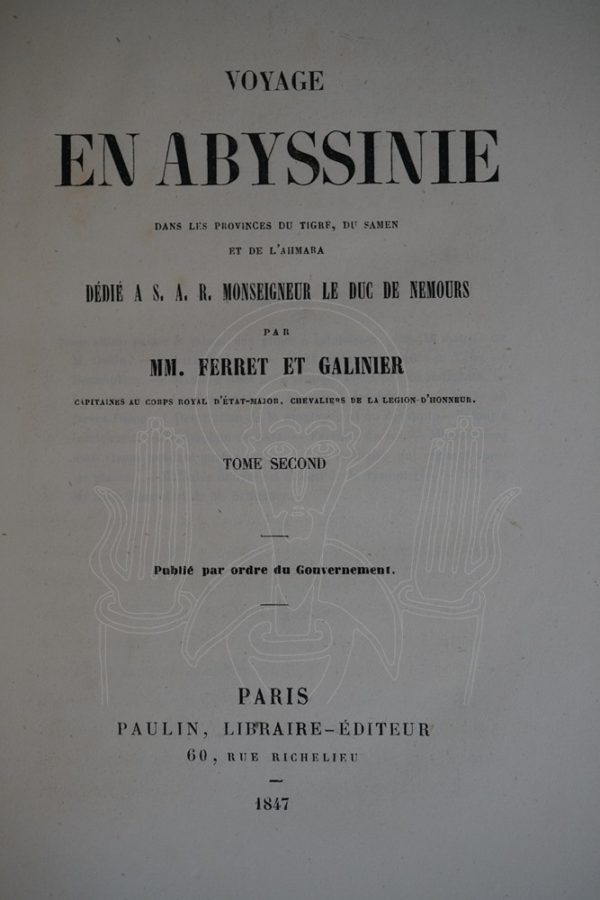 VOYAGE
EN ABYSSINIE
DANS LES PROVINCES DU TIGRE, DU SAMEN
ET DE L'AHMARA
DÉDIÉ A S. A. R. MONSEIGNEUR LE DUC DE NEMOURS
PAR
MM. FERRET ET GALINIER
CAPITAINES AU CORPS ROYAL D'ÉTAT-MAJOR, CHEVALIERS DE LA LEGION-D'HONNEUR.
TOME SECOND
Publié par ordre du Gouvernement.
PARIS
PAULIN, LIBRAIRE-ÉDITEUR
60, RUE RICHELIEU
1847